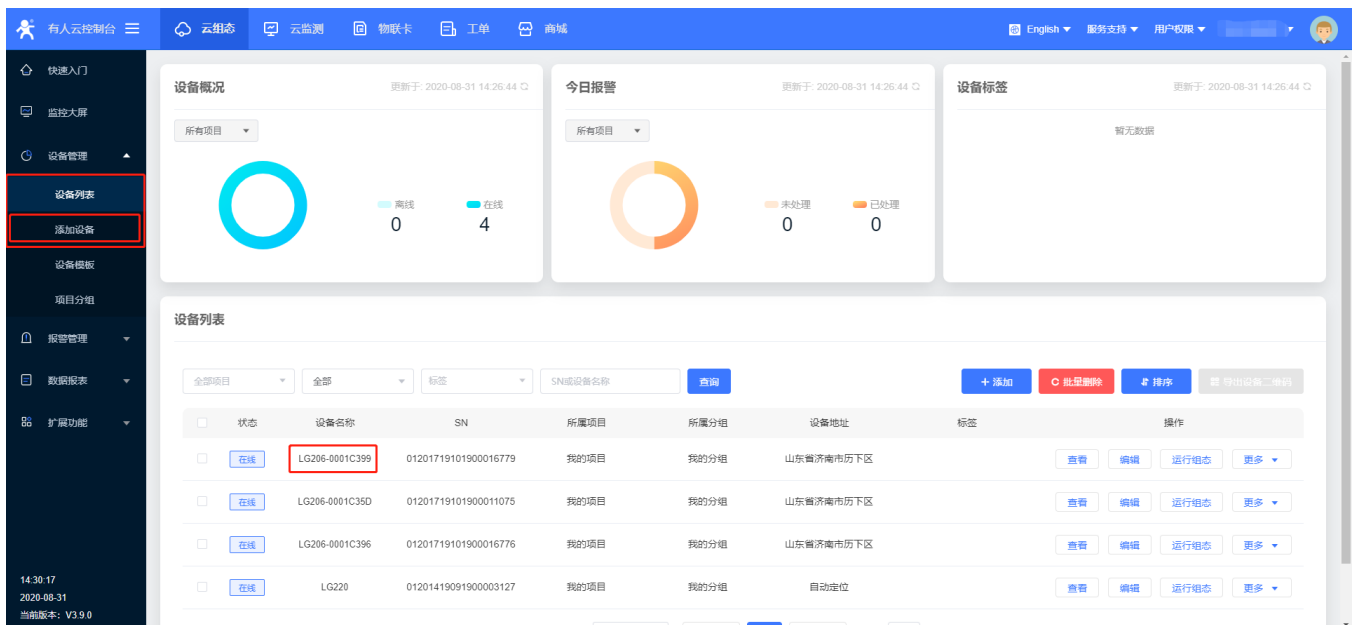 有人云控制台 云组态 云监测 物联卡 工单 商城 English 服务支持 用户权限
快速入门
监控大屏
设备管理
设备列表
添加设备
设备模板
项目分组
报警管理
数据报表
扩展功能
14:30:17
2020-08-31
当前版本：V3.9.0
设备概况 更新于: 2020-08-31 14:26:44
所有项目
离线 在线
0 4
今日报警 更新于: 2020-08-31 14:26:44
所有项目
未处理 已处理
0 0
设备标签 更新于: 2020-08-31 14:26:44
暂无数据
设备列表
全部项目 全部 标签 SN或设备名称 查询 + 添加 批量删除 排序 导出设备二维码
状态 设备名称 SN 所属项目 所属分组 设备地址 标签 操作
在线 LG206-0001C399 01201719101900016779 我的项目 我的分组 山东省济南市历下区 查看 编辑 运行组态 更多
在线 LG206-0001C35D 01201719101900011075 我的项目 我的分组 山东省济南市历下区 查看 编辑 运行组态 更多
在线 LG206-0001C396 01201719101900016776 我的项目 我的分组 山东省济南市历下区 查看 编辑 运行组态 更多
在线 LG220 01201419091900003127 我的项目 我的分组 自动定位 查看 编辑 运行组态 更多